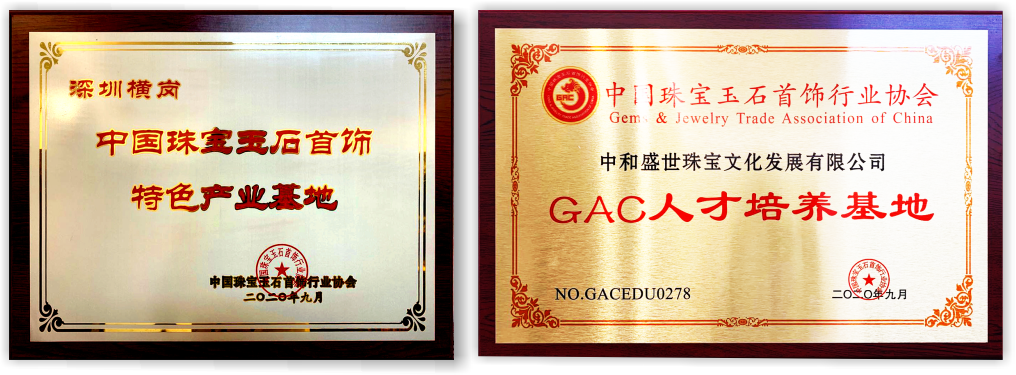 深圳横岗
中国珠宝玉石首饰
特色产业基地
中国珠宝玉石首饰行业协会
二〇二〇年九月
GAC
中国珠宝玉石首饰行业协会
Gems & Jewelry Trade Association of China
中和盛世珠宝文化发展有限公司
GAC人才培养基地
NO.GACEDU0278
二〇二〇年九月